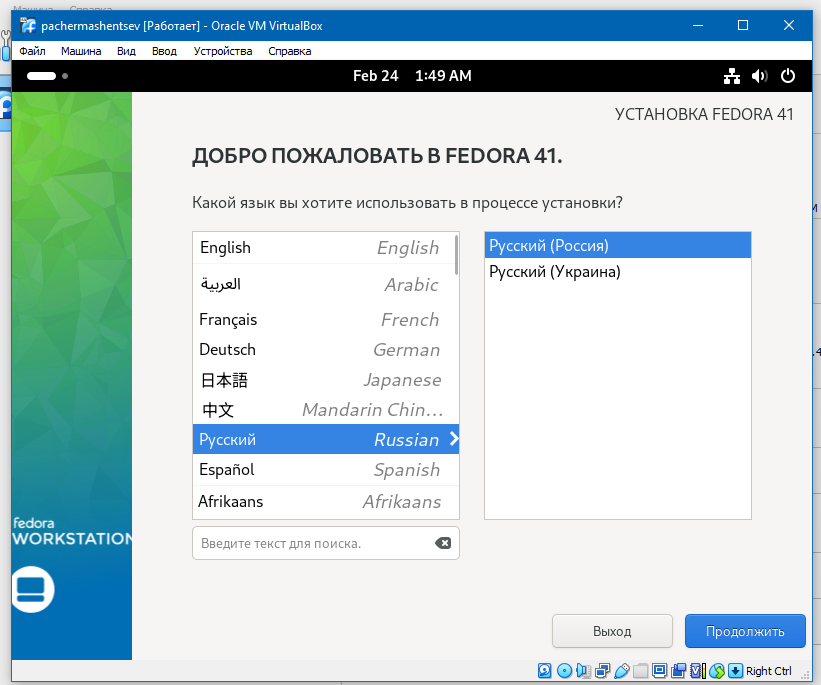 pachermashentsev [Работает] - Oracle VM VirtualBox
Файл Машина Вид Ввод Устройства Справка
Feb 24 1:49 AM
УСТАНОВКА FEDORA 41
ДОБРО ПОЖАЛОВАТЬ В FEDORA 41.
Какой язык вы хотите использовать в процессе установки?
English English
العربية Arabic
Français French
Deutsch German
日本語 Japanese
中文 Mandarin Chin...
Русский Russian
Español Spanish
Afrikaans Afrikaans
Русский (Россия)
Русский (Украина)
Введите текст для поиска.
fedora
WORKSTATION
Выход Продолжить
Right Ctrl